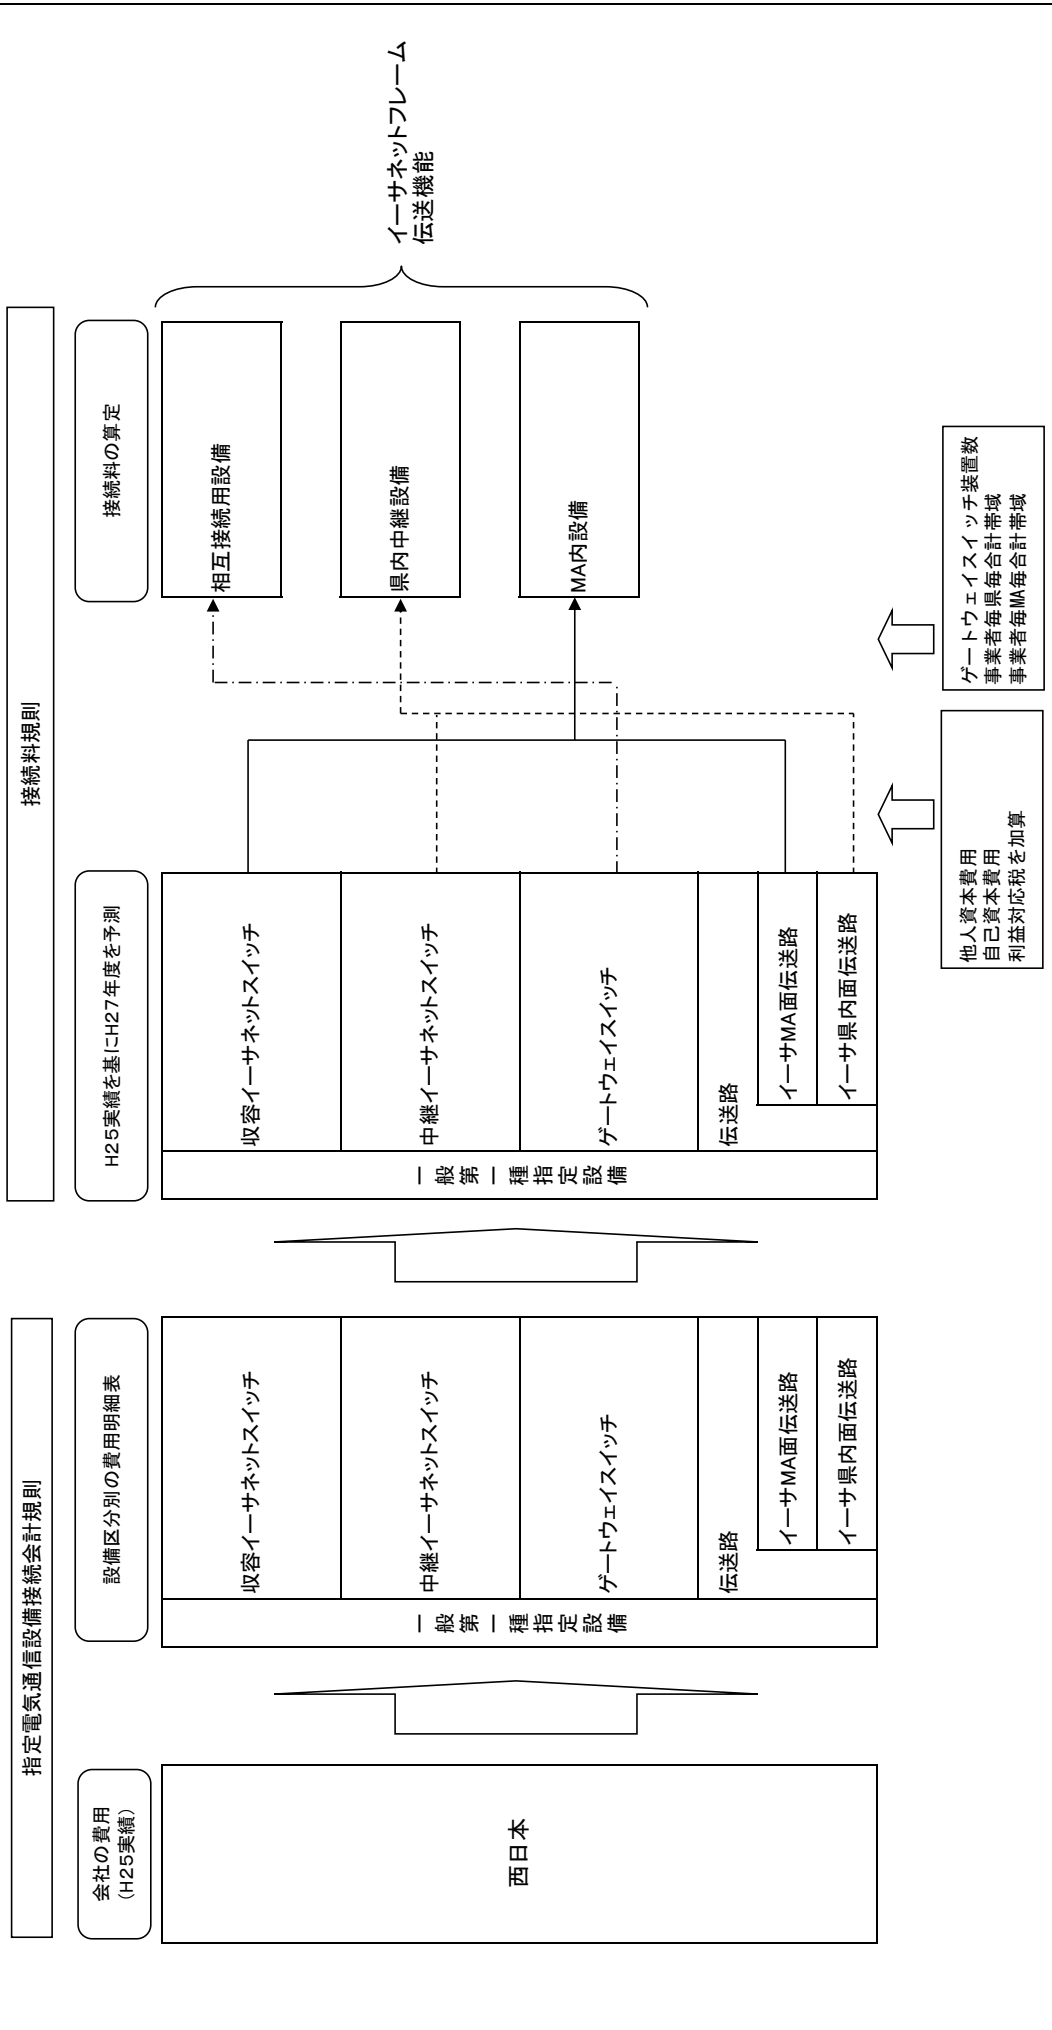 指定電気通信設備接続会計規則
接続料規則
会社の費用
（H25実績）
設備区分別の費用明細表
H25実績を基にH27年度を予測
接続料の算定
西日本
一般第一種指定設備
収容イーサネットスイッチ
中継イーサネットスイッチ
ゲートウェイスイッチ
伝送路
イーサMA面伝送路
イーサ県内面伝送路
一般第一種指定設備
収容イーサネットスイッチ
中継イーサネットスイッチ
ゲートウェイスイッチ
伝送路
イーサMA面伝送路
イーサ県内面伝送路
相互接続用設備
県内中継設備
MA内設備
イーサネットフレーム
伝送機能
他人資本費用
自己資本費用
利益対応税を加算
ゲートウェイスイッチ装置数
事業者毎県毎合計帯域
事業者毎MA毎合計帯域